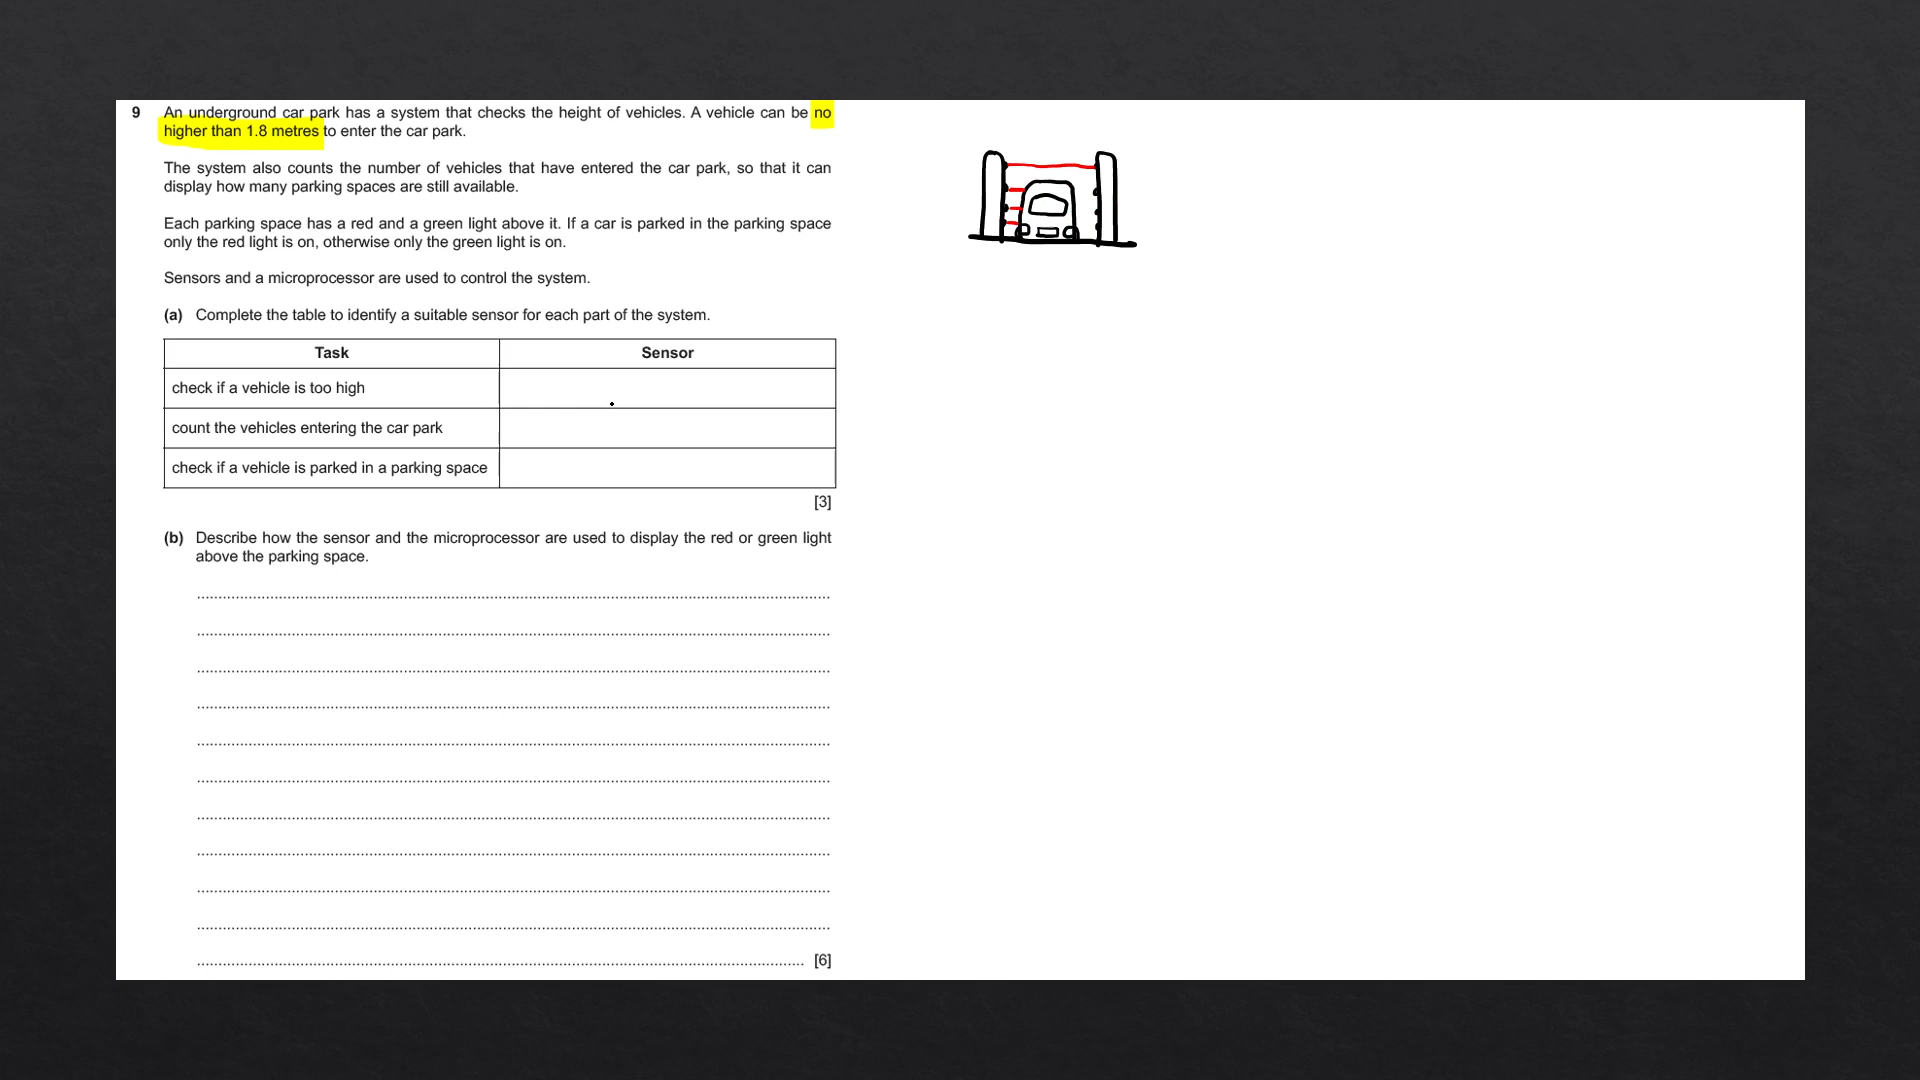 9 An underground car park has a system that checks the height of vehicles. A vehicle can be no
higher than 1.8 metres to enter the car park.
The system also counts the number of vehicles that have entered the car park, so that it can
display how many parking spaces are still available.
Each parking space has a red and a green light above it. If a car is parked in the parking space
only the red light is on, otherwise only the green light is on.
Sensors and a microprocessor are used to control the system.
(a) Complete the table to identify a suitable sensor for each part of the system.
Task Sensor
check if a vehicle is too high
count the vehicles entering the car park
check if a vehicle is parked in a parking space
[3]
(b) Describe how the sensor and the microprocessor are used to display the red or green light
above the parking space.
[6]